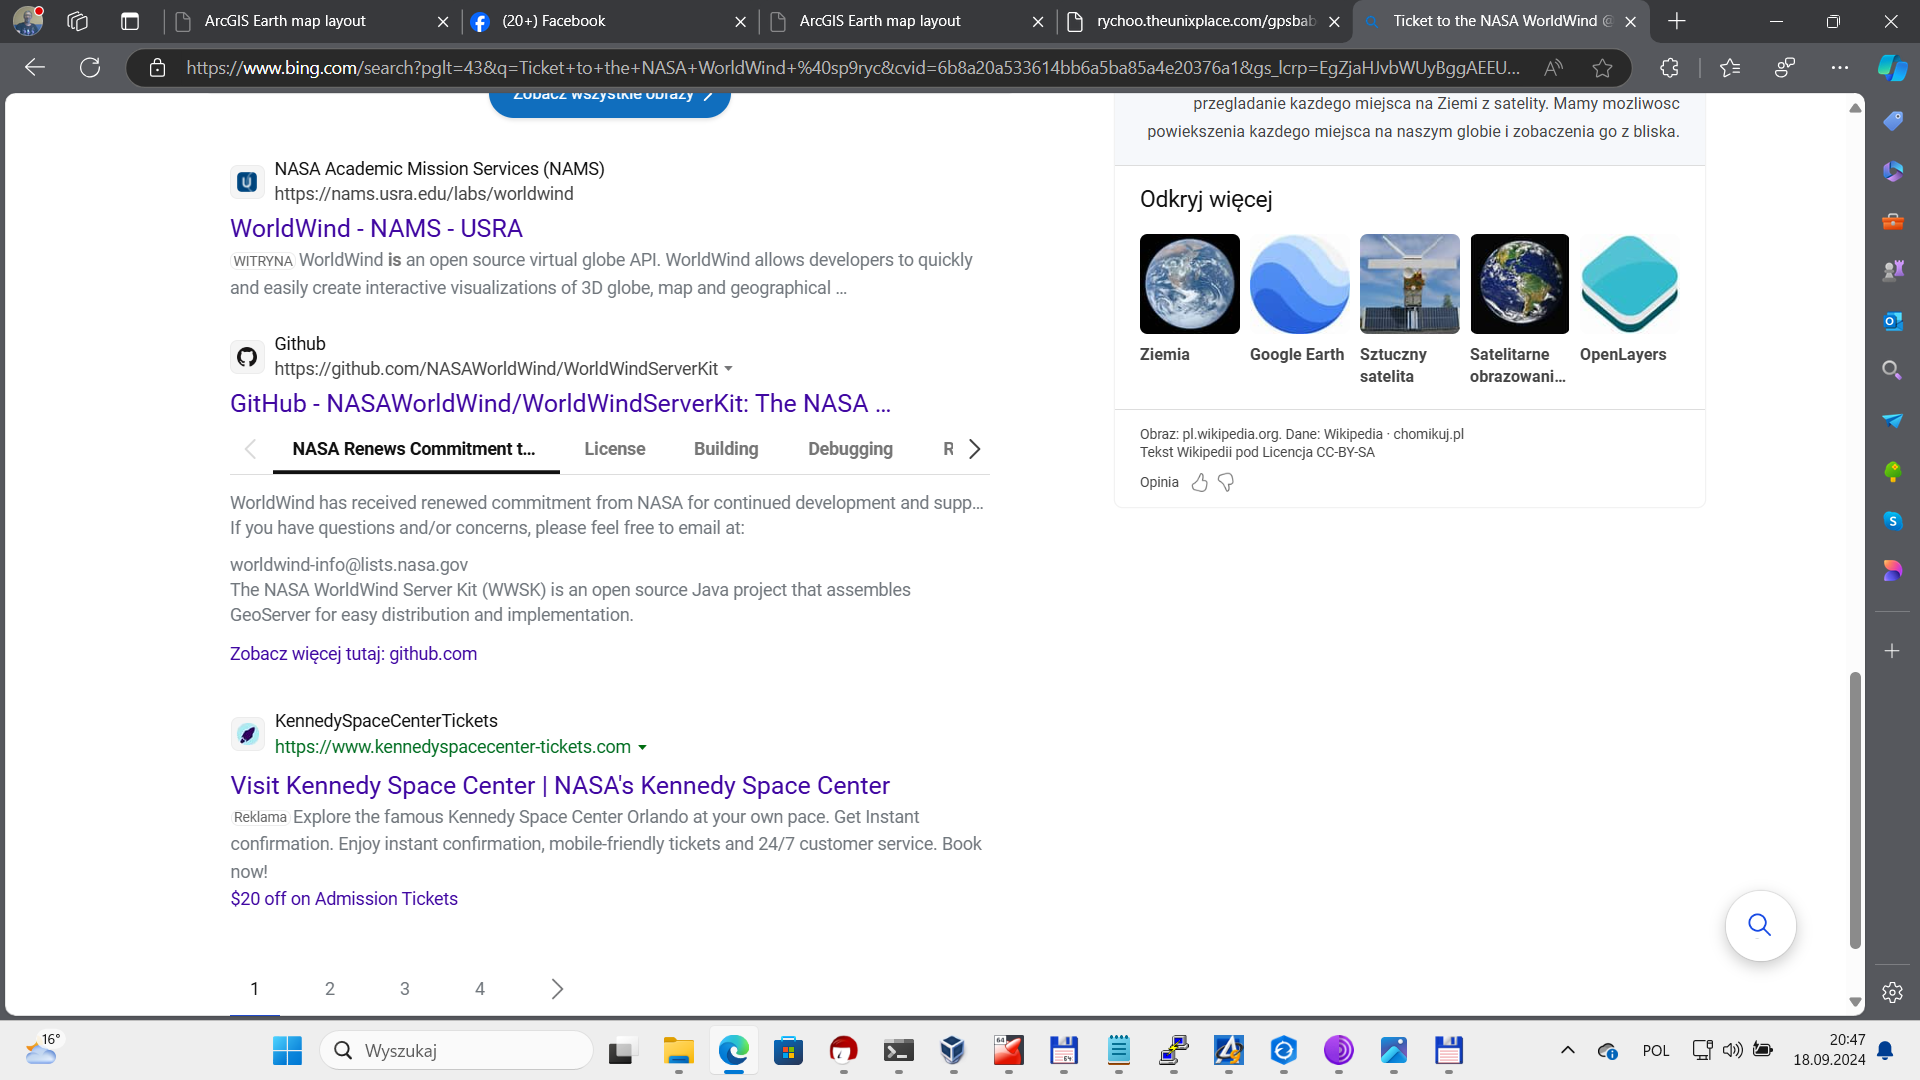 ArcGIS Earth map layout
(20+) Facebook
ArcGIS Earth map layout
rychoo.theunixplace.com/gpsbab
Ticket to the NASA WorldWind @
https://www.bing.com/search?pglt=43&q=Ticket+to+the+NASA+WorldWind+%40sp9ryc&cvid=6b8a20a533614bb6a5ba85a4e20376a1&gs_lcrp=EgZjaHJvbWUyBggAEEU...
Zobacz wszystkie obrazy
NASA Academic Mission Services (NAMS)
https://nams.usra.edu/labs/worldwind
WorldWind - NAMS - USRA
WITRYNA WorldWind is an open source virtual globe API. WorldWind allows developers to quickly
and easily create interactive visualizations of 3D globe, map and geographical ...
Github
https://github.com/NASAWorldWind/WorldWindServerKit
GitHub - NASAWorldWind/WorldWindServerKit: The NASA ...
NASA Renews Commitment t... License Building Debugging R
WorldWind has received renewed commitment from NASA for continued development and supp...
If you have questions and/or concerns, please feel free to email at:
worldwind-info@lists.nasa.gov
The NASA WorldWind Server Kit (WWSK) is an open source Java project that assembles
GeoServer for easy distribution and implementation.
Zobacz więcej tutaj: github.com
KennedySpaceCenterTickets
https://www.kennedyspacecenter-tickets.com
Visit Kennedy Space Center | NASA's Kennedy Space Center
Reklama Explore the famous Kennedy Space Center Orlando at your own pace. Get Instant
confirmation. Enjoy instant confirmation, mobile-friendly tickets and 24/7 customer service. Book
now!
$20 off on Admission Tickets
1 2 3 4
przegladanie kazdego miejsca na Ziemi z satelity. Mamy mozliwosc
powiekszenia kazdego miejsca na naszym globie i zobaczenia go z bliska.
Odkryj więcej
Ziemia
Google Earth
Sztuczny
satelita
Satelitarne
obrazowani...
OpenLayers
Obraz: pl.wikipedia.org. Dane: Wikipedia · chomikuj.pl
Tekst Wikipedii pod Licencja CC-BY-SA
Opinia
16°
Wyszukaj
POL
20:47
18.09.2024